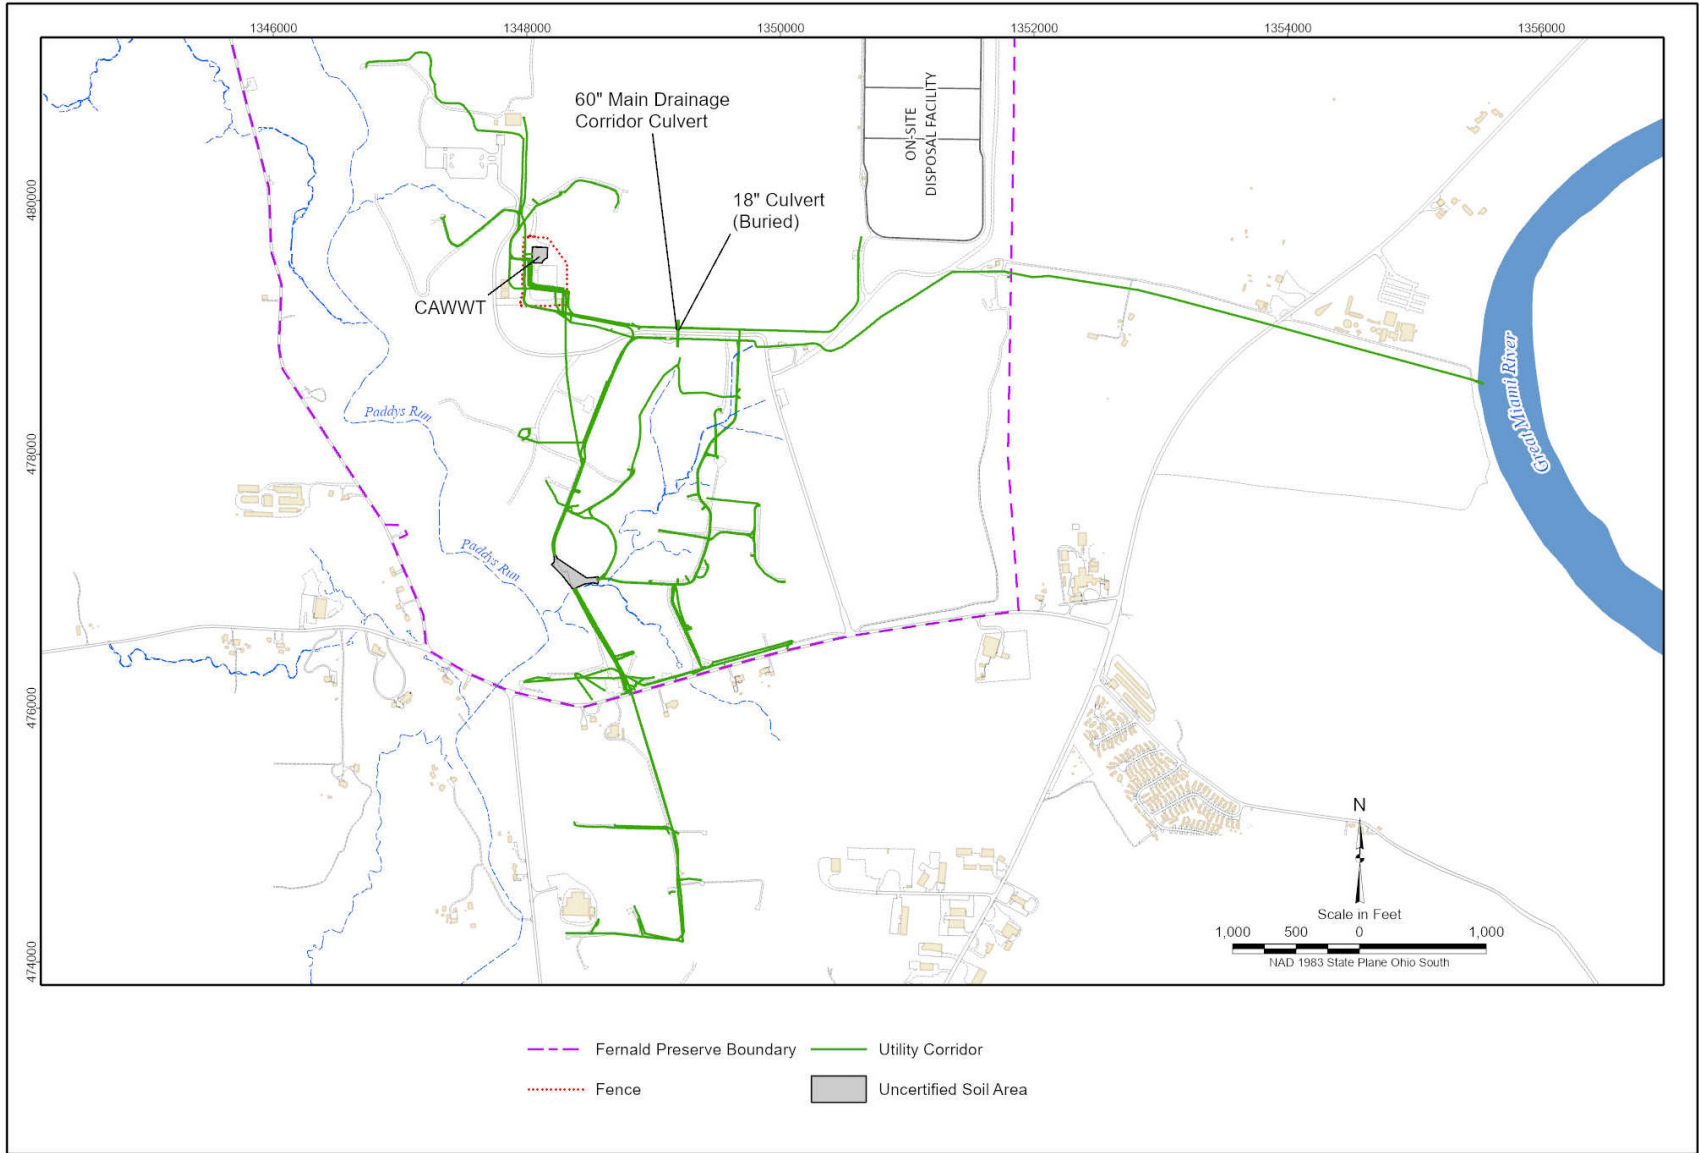 1346000
1348000
1350000
1352000
1354000
1356000
480000
478000
476000
474000
60" Main Drainage
Corridor Culvert
18" Culvert
(Buried)
ON-SITE
DISPOSAL FACILITY
CAWWT
Paddys Run
Paddys Run
Great Miami River
N
Scale in Feet
1,000
500
0
1,000
NAD 1983 State Plane Ohio South
Fernald Preserve Boundary
Utility Corridor
Fence
Uncertified Soil Area